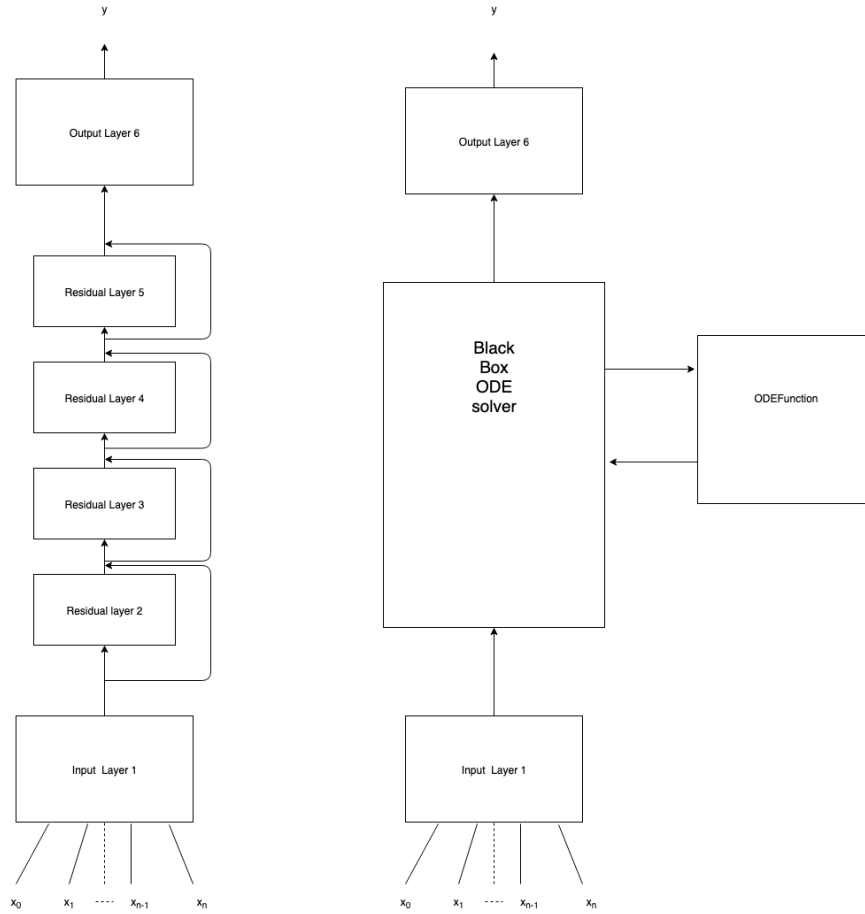 y
Output Layer 6
Residual Layer 5
Residual Layer 4
Residual Layer 3
Residual layer 2
Input Layer 1
x0 x1 ---- xn-1 xn
y
Output Layer 6
Black
Box
ODE
solver
ODEFunction
Input Layer 1
x0 x1 ---- xn-1 xn